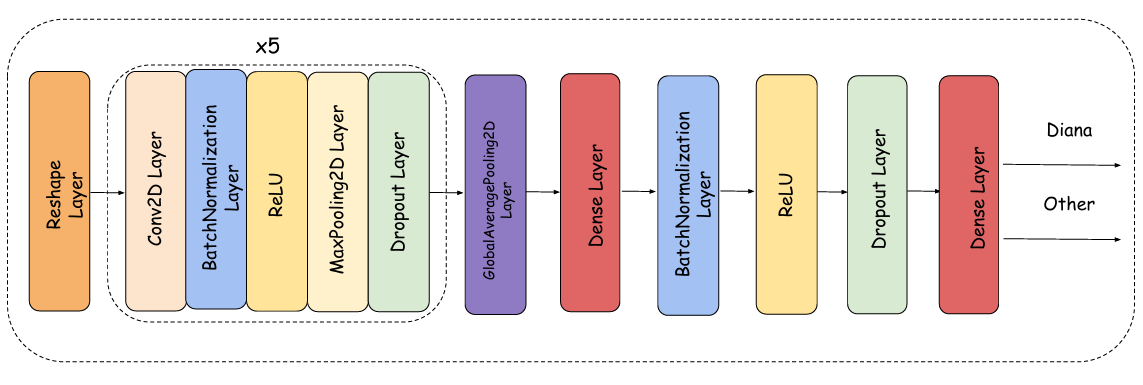 x5
Reshape
Layer
Conv2D Layer
BatchNormalization
Layer
ReLU
MaxPooling2D Layer
Dropout Layer
GlobalAveragePooling2D
Layer
Dense Layer
BatchNormalization
Layer
ReLU
Dropout Layer
Dense Layer
Diana
Other